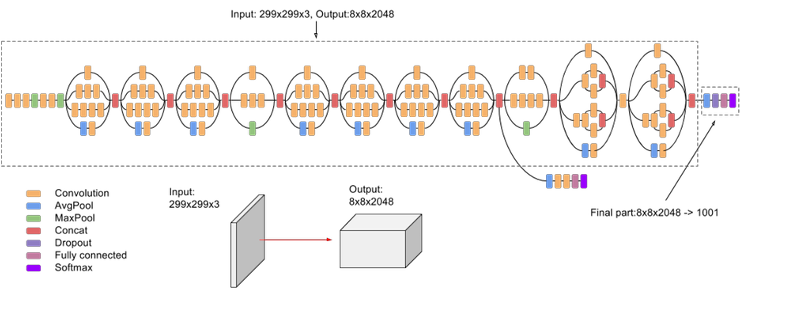 Input: 299x299x3, Output:8x8x2048
Convolution
AvgPool
MaxPool
Concat
Dropout
Fully connected
Softmax
Input:
299x299x3
Output:
8x8x2048
Final part:8x8x2048 -> 1001